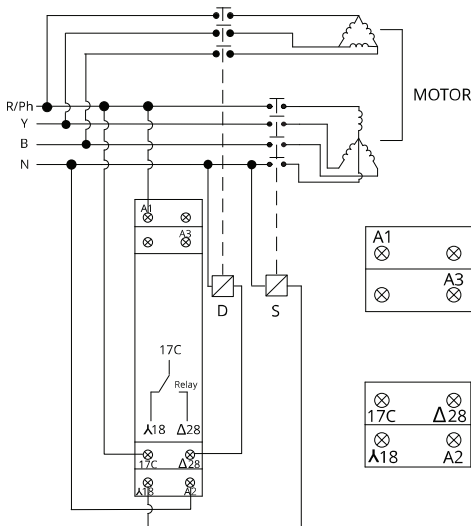 MOTOR
R/Ph
Y
B
N
A1
A3
D
S
17C
Relay
⅄18 Δ28
17C Δ28
⅄18 A2
A1
A3
17C Δ28
⅄18 A2